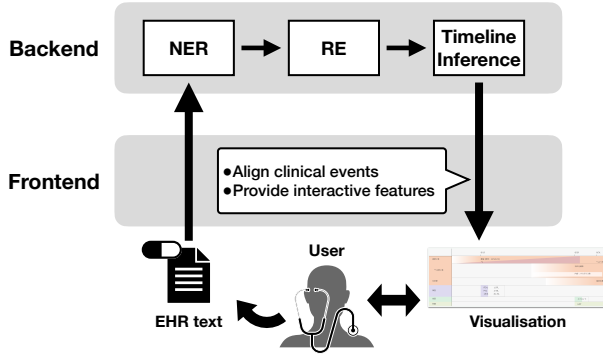 Backend
NER
RE
Timeline
Inference
Frontend
●Align clinical events
●Provide interactive features
User
EHR text
Visualisation